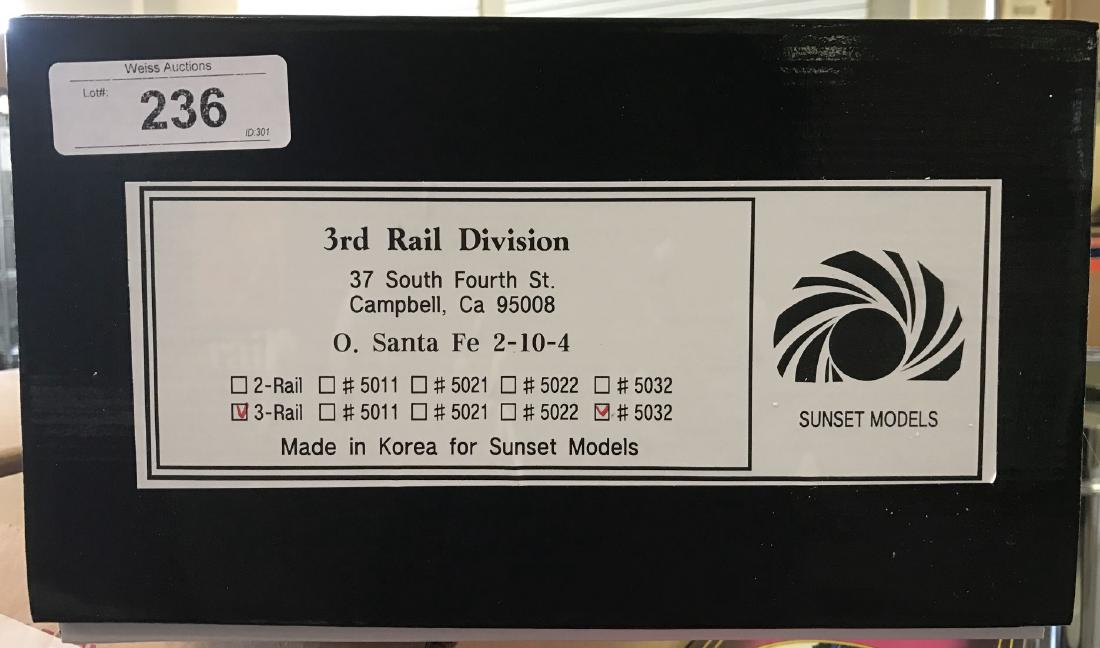 Weiss Auctions
Lot#:
236
ID:301
3rd Rail Division
37 South Fourth St.
Campbell, Ca 95008
O. Santa Fe 2-10-4
☐ 2-Rail ☐ # 5011 ☐ # 5021 ☐ # 5022 ☐ # 5032
☑ 3-Rail ☐ # 5011 ☐ # 5021 ☐ # 5022 ☑ # 5032
Made in Korea for Sunset Models
SUNSET MODELS